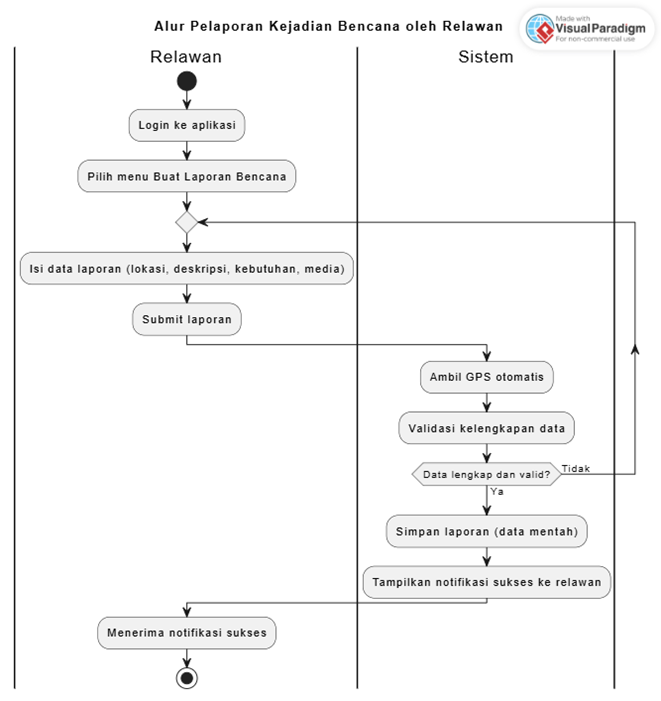 Alur Pelaporan Kejadian Bencana oleh Relawan
Made with
Visual Paradigm
For non-commercial use
Relawan
Sistem
Login ke aplikasi
Pilih menu Buat Laporan Bencana
Isi data laporan (lokasi, deskripsi, kebutuhan, media)
Submit laporan
Ambil GPS otomatis
Validasi kelengkapan data
Data lengkap dan valid?
Tidak
Ya
Simpan laporan (data mentah)
Tampilkan notifikasi sukses ke relawan
Menerima notifikasi sukses